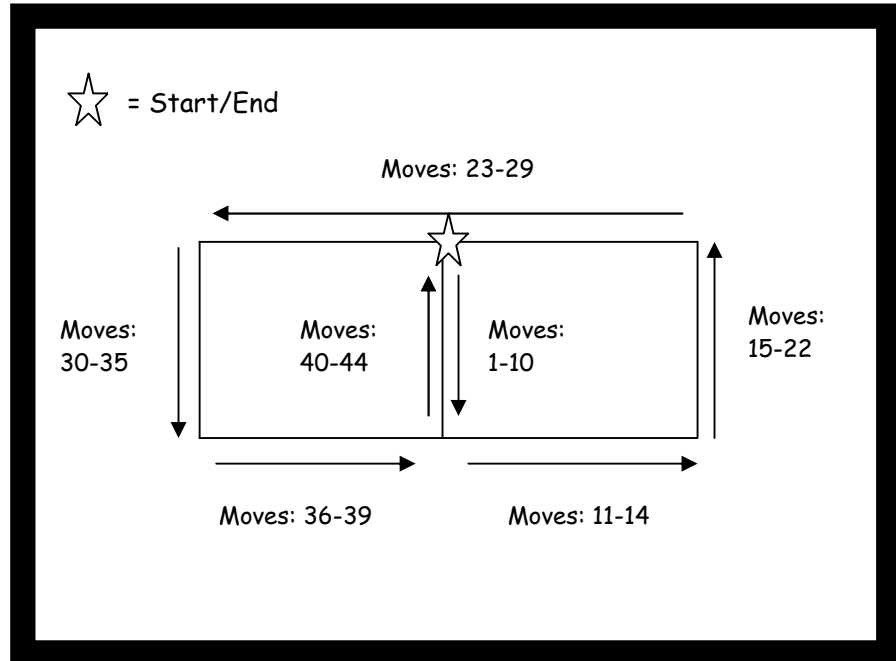 = Start/End
Moves: 23-29
Moves:
30-35
Moves:
40-44
Moves:
1-10
Moves:
15-22
Moves: 36-39
Moves: 11-14